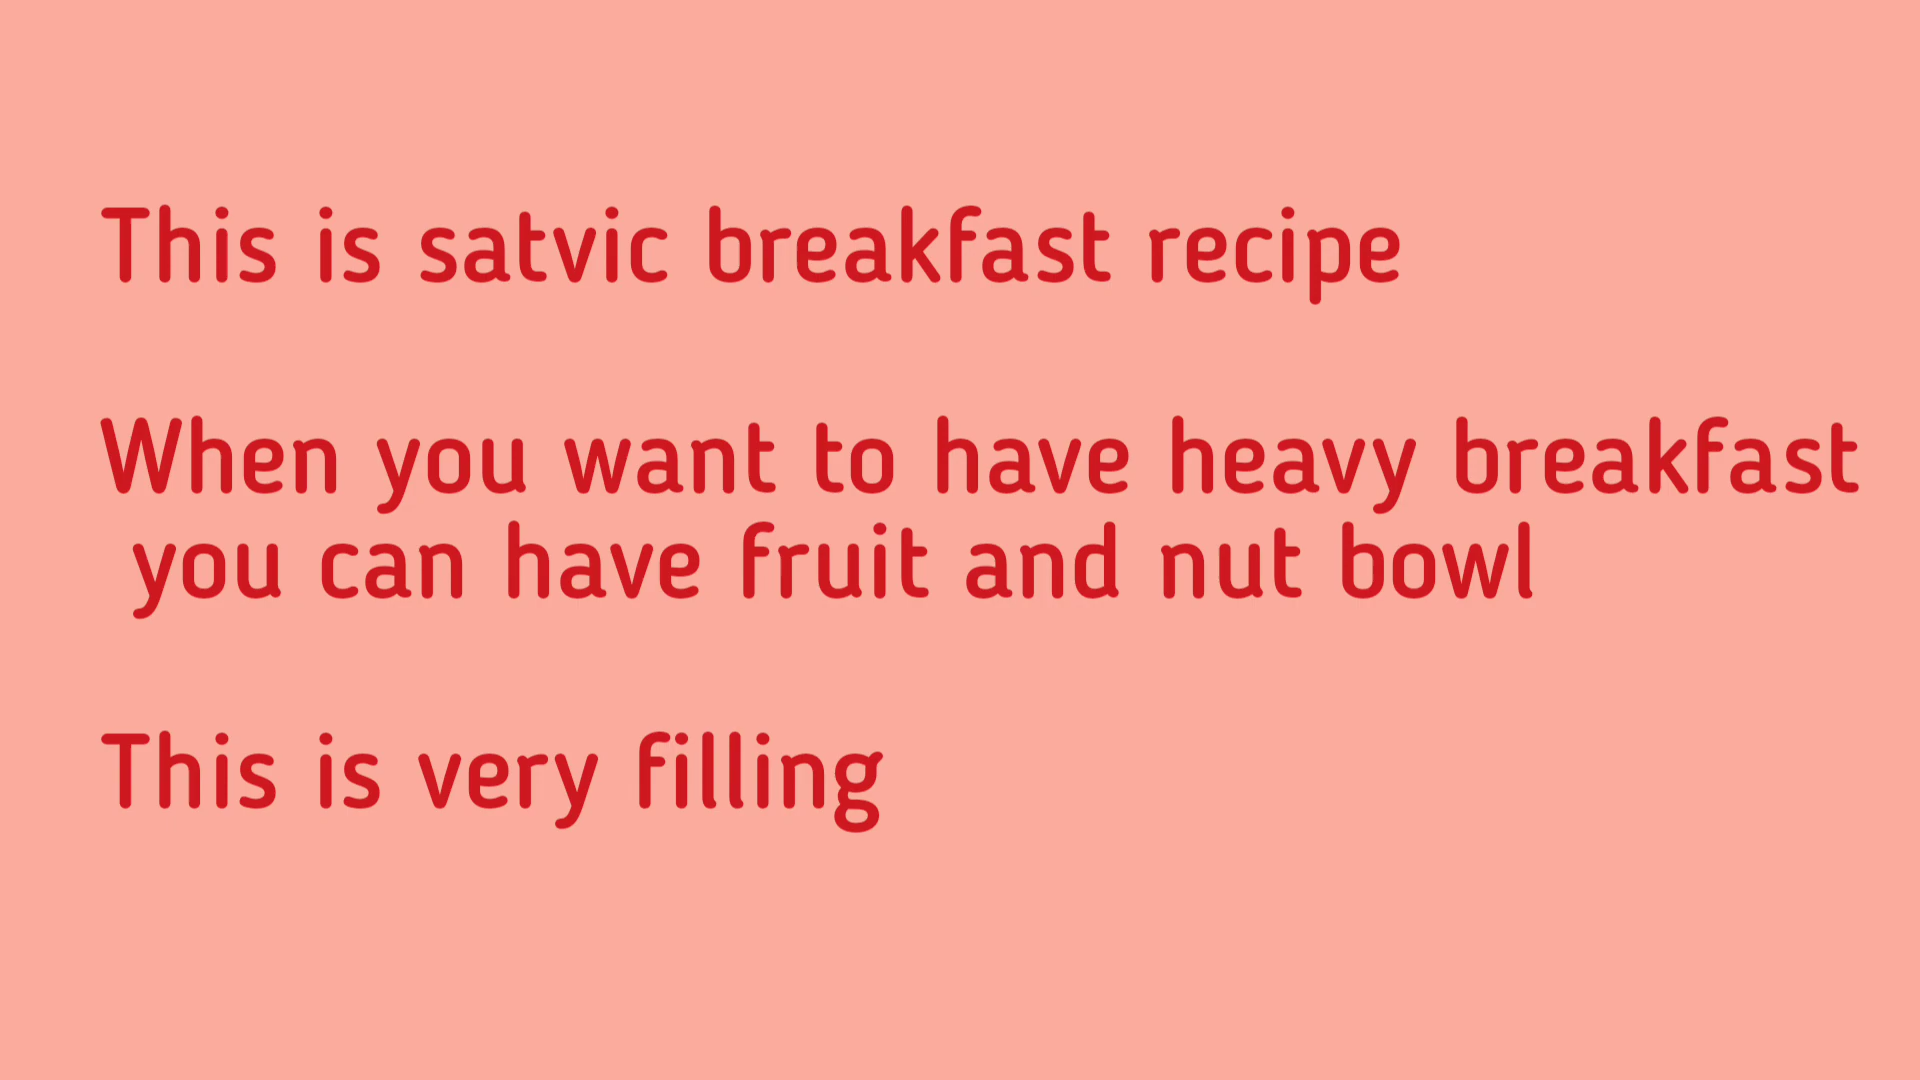 This is satvic breakfast recipe
When you want to have heavy breakfast
you can have fruit and nut bowl
This is very filling